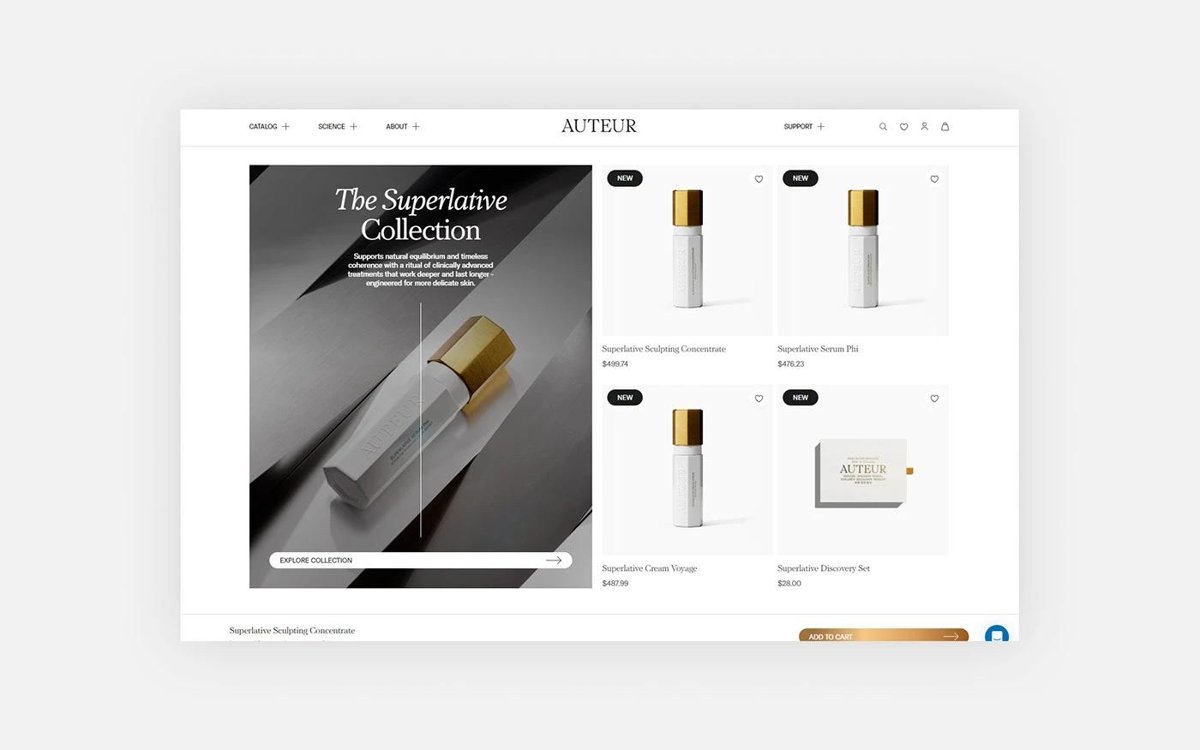 CATALOG
SCIENCE
ABOUT
AUTEUR
SUPPORT
The Superlative
Collection
Supports natural equilibrium and timeless
coherence with a ritual of clinically advanced
treatments that work deeper and last longer -
engineered for more delicate skin.
AUTEUR
EXPLORE COLLECTION
NEW
NEW
Superlative Sculpting Concentrate
$499.74
Superlative Serum Phi
$476.23
NEW
NEW
AUTEUR
Superlative Cream Voyage
$487.99
Superlative Discovery Set
$28.00
Superlative Sculpting Concentrate
ADD TO CART